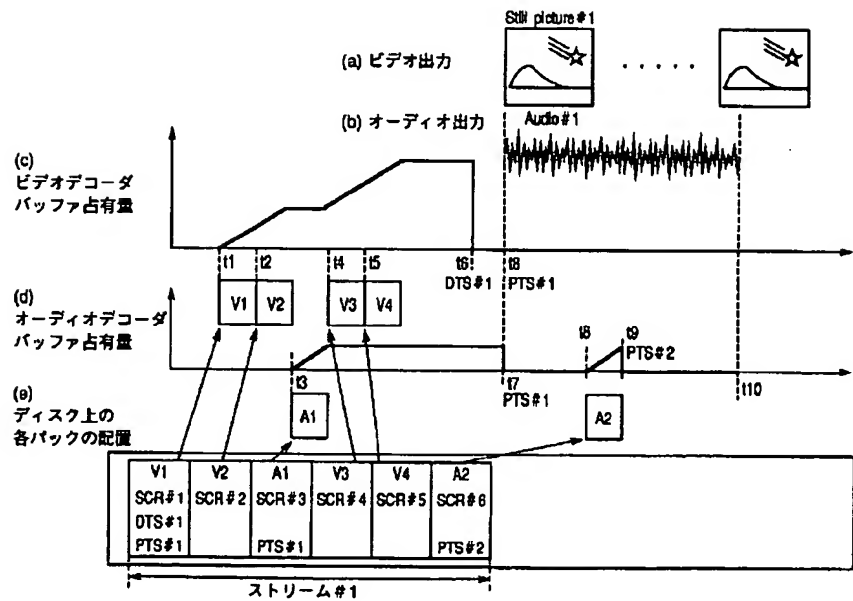 Still picture#1
(a) ビデオ出力
(b) オーディオ出力
Audio#1
(c)
ビデオデコーダ
バッファ占有量
t1
t2
t4
t5
t6
t8
DTS#1
PTS#1
(d)
オーディオデコーダ
バッファ占有量
V1
V2
V3
V4
t8
t9
PTS#2
t3
t7
PTS#1
t10
(e)
ディスク上の
各パックの配置
A1
A2
V1
V2
A1
V3
V4
A2
SCR#1
SCR#2
SCR#3
SCR#4
SCR#5
SCR#6
DTS#1
PTS#1
PTS#1
PTS#2
ストリーム#1